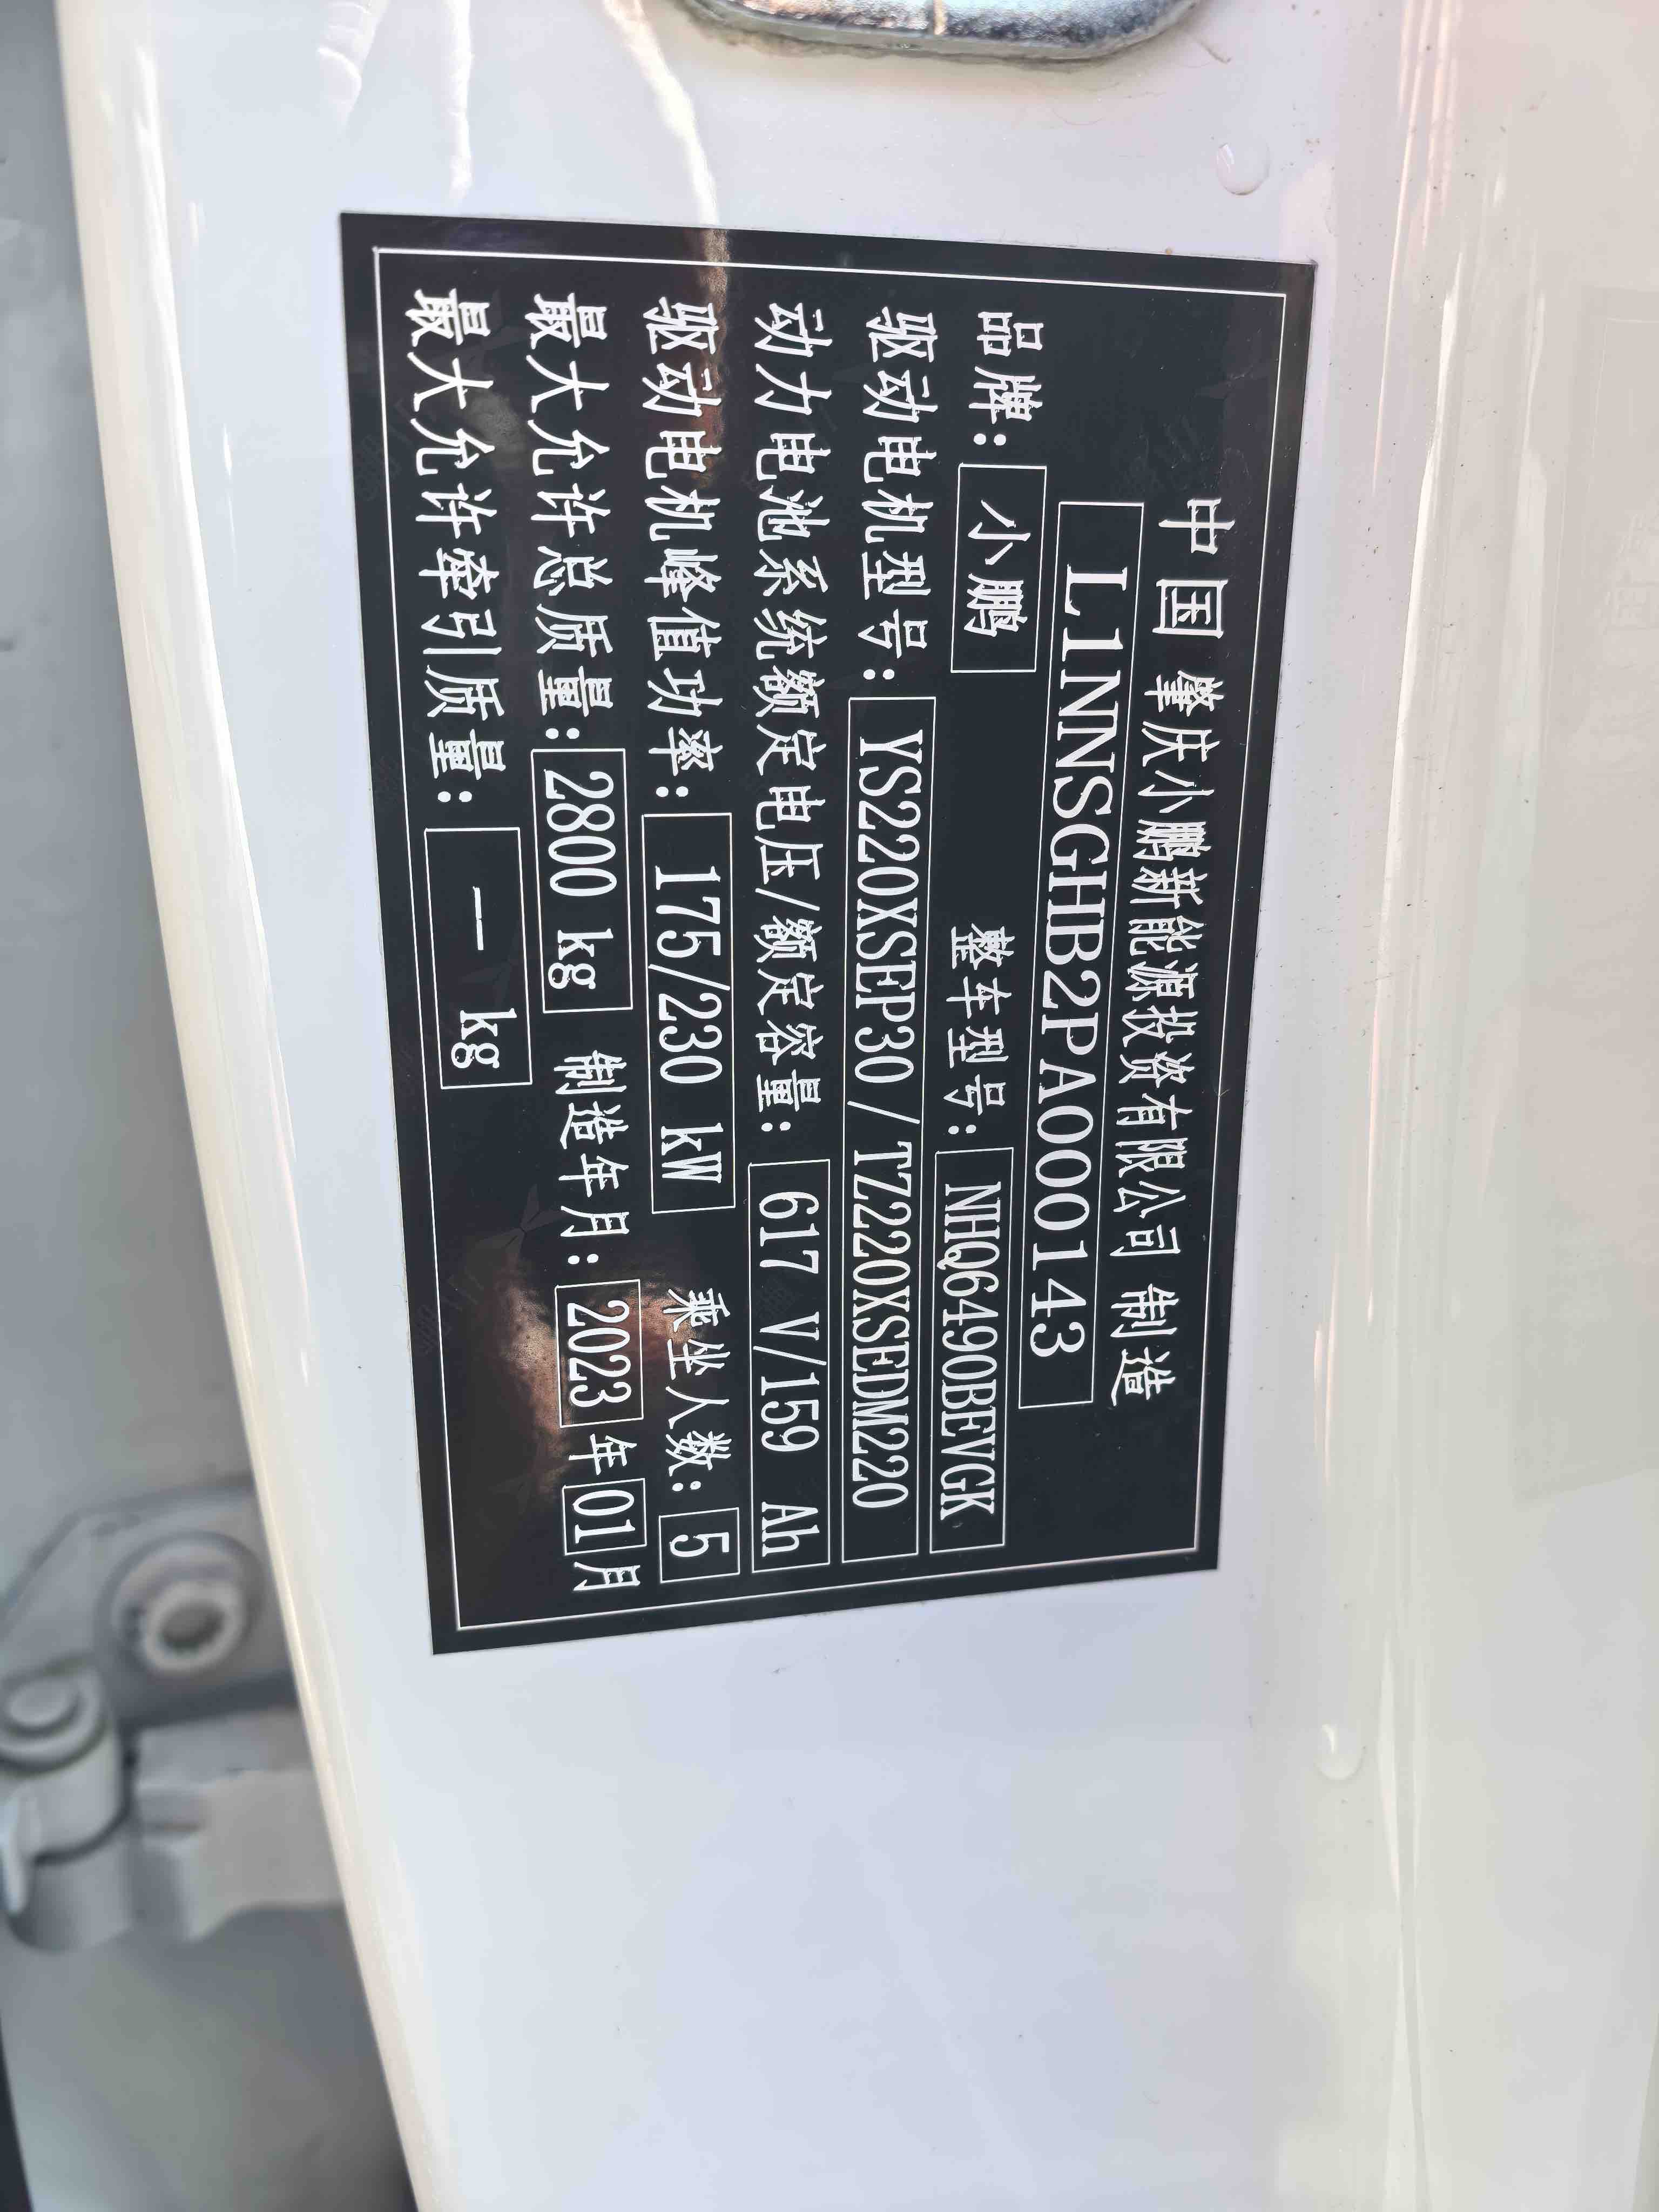 中国 肇庆小鹏新能源投资有限公司 制造
L1NNSGHB2PA000143
品牌: 小鹏 整车型号: NHQ6490BEVGK
驱动电机型号: YS220XSEP30 / TZ220XSEDM220
动力电池系统额定电压/额定容量: 617 V/159 Ah
驱动电机峰值功率: 175/230 kW 乘坐人数: 5
最大允许总质量: 2800 kg 制造年月: 2023 年 01 月
最大允许牵引质量: — kg